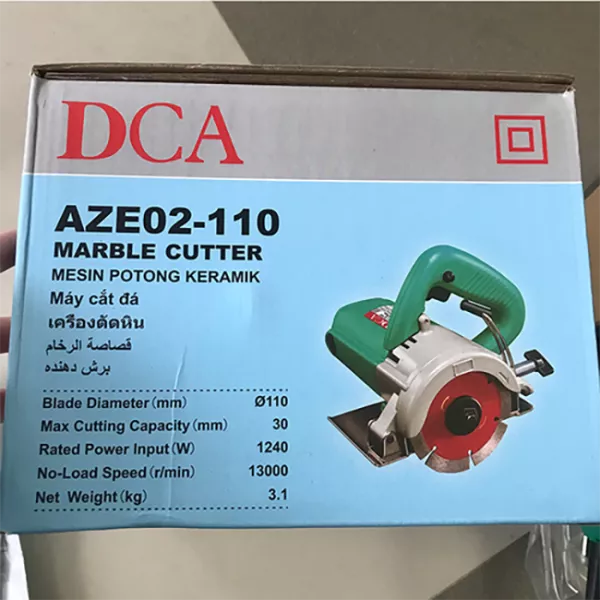 DCA
AZE02-110
MARBLE CUTTER
MESIN POTONG KERAMIK
Máy cắt đá
เครื่องตัดหิน
قصاصة الرخام
برش دهنده
Blade Diameter(mm) Ø110
Max Cutting Capacity(mm) 30
Rated Power Input(W) 1240
No-Load Speed(r/min) 13000
Net Weight(kg) 3.1